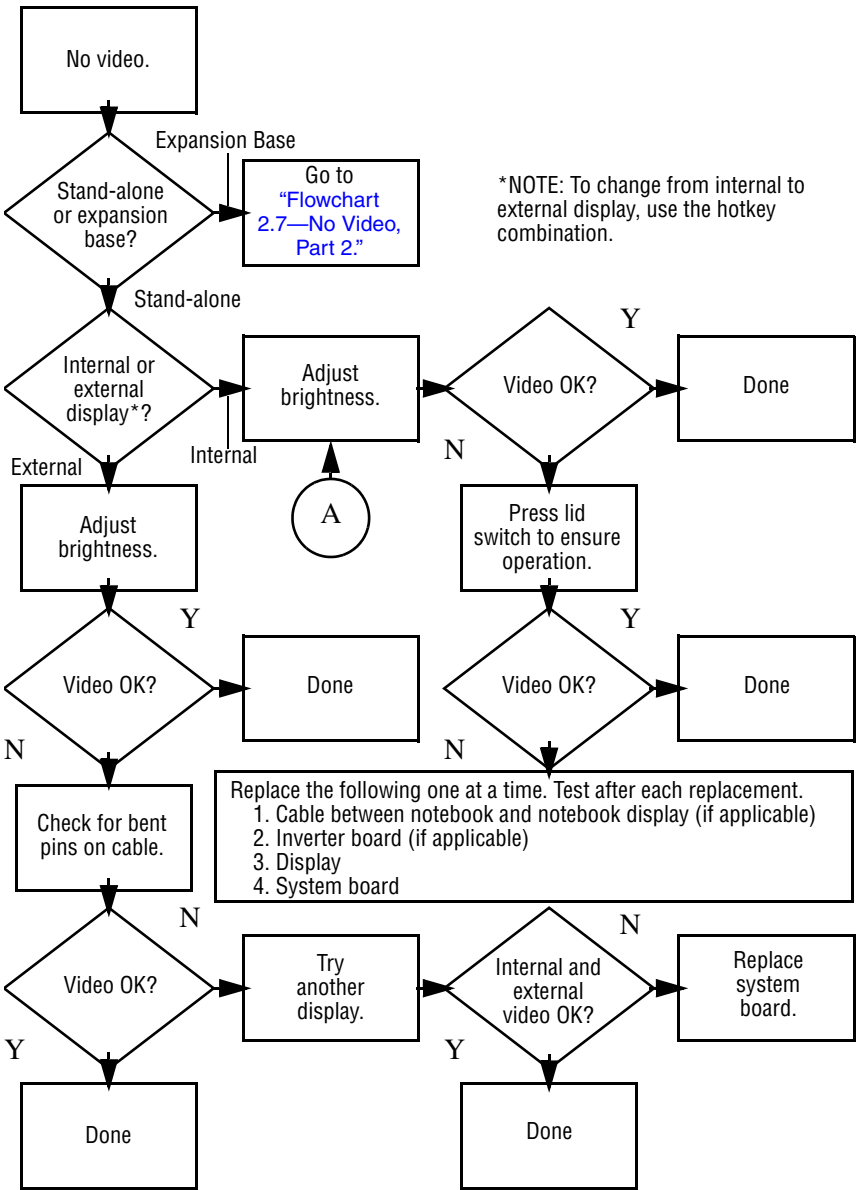 No video.
Expansion Base
Stand-alone
or expansion
base?
Go to
“Flowchart
2.7—No Video,
Part 2.”
*NOTE: To change from internal to
external display, use the hotkey
combination.
Stand-alone
Internal or
external
display*?
Internal
External
Adjust
brightness.
A
Video OK?
Y
Done
N
Press lid
switch to ensure
operation.
Adjust
brightness.
Video OK?
Y
Done
N
Video OK?
Y
Done
N
Check for bent
pins on cable.
Replace the following one at a time. Test after each replacement.
1. Cable between notebook and notebook display (if applicable)
2. Inverter board (if applicable)
3. Display
4. System board
Video OK?
N
Try
another
display.
Internal and
external
video OK?
N
Replace
system
board.
Y
Done
Y
Done